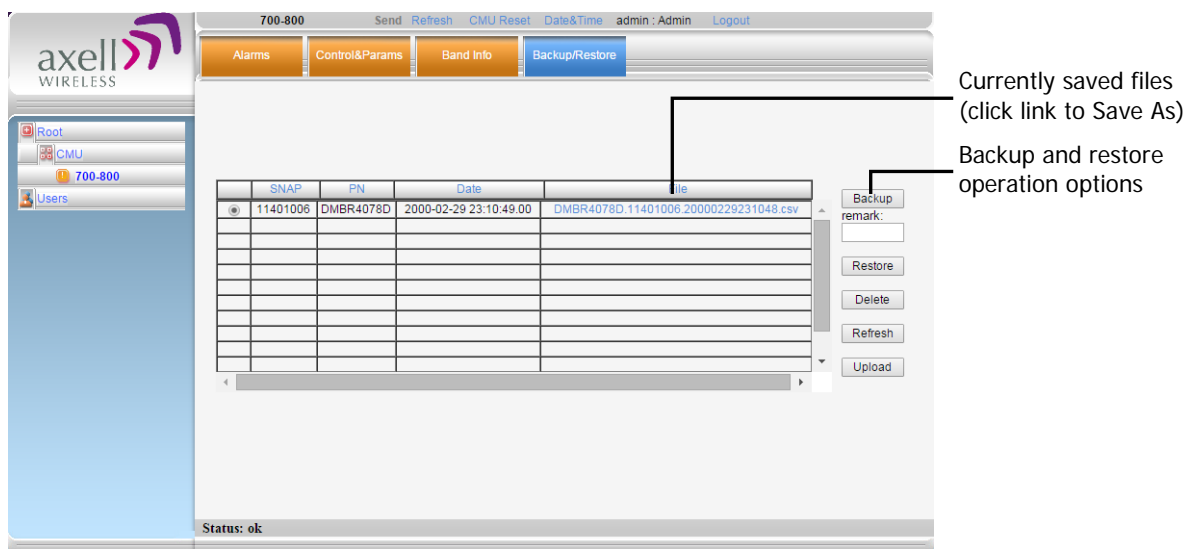 700-800 Send Refresh CMU Reset Date&Time admin : Admin Logout
axell
WIRELESS
Alarms Control&Params Band Info Backup/Restore
Currently saved files
(click link to Save As)
Backup and restore
operation options
Root
CMU
700-800
Users
SNAP PN Date File
11401006 DMBR4078D 2000-02-29 23:10:49.00 DMBR4078D.11401006.20000229231048.csv
Backup
remark:
Restore
Delete
Refresh
Upload
Status: ok